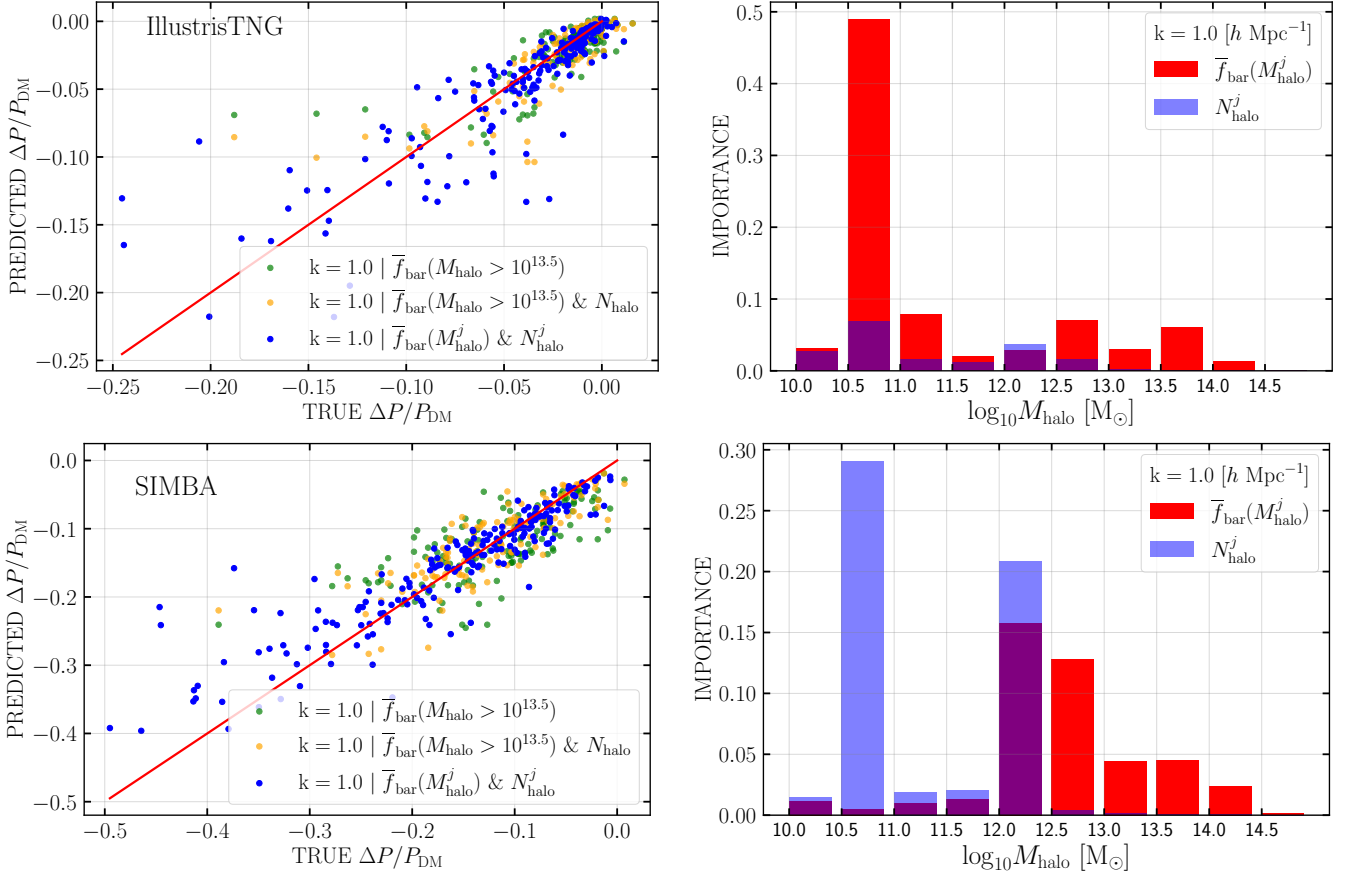 IllustrisTNG
PREDICTED ΔP/P_DM
0.00
−0.05
−0.10
−0.15
−0.20
−0.25
k = 1.0 | f̅_bar(M_halo > 10^13.5)
k = 1.0 | f̅_bar(M_halo > 10^13.5) & N_halo
k = 1.0 | f̅_bar(M^j_halo) & N^j_halo
−0.25 −0.20 −0.15 −0.10 −0.05 0.00
TRUE ΔP/P_DM
IMPORTANCE
0.5
0.4
0.3
0.2
0.1
0.0
k = 1.0 [h Mpc^−1]
f̅_bar(M^j_halo)
N^j_halo
10.0 10.5 11.0 11.5 12.0 12.5 13.0 13.5 14.0 14.5
log_10 M_halo [M_⊙]
SIMBA
PREDICTED ΔP/P_DM
0.0
−0.1
−0.2
−0.3
−0.4
−0.5
k = 1.0 | f̅_bar(M_halo > 10^13.5)
k = 1.0 | f̅_bar(M_halo > 10^13.5) & N_halo
k = 1.0 | f̅_bar(M^j_halo) & N^j_halo
−0.5 −0.4 −0.3 −0.2 −0.1 0.0
TRUE ΔP/P_DM
IMPORTANCE
0.30
0.25
0.20
0.15
0.10
0.05
0.00
k = 1.0 [h Mpc^−1]
f̅_bar(M^j_halo)
N^j_halo
10.0 10.5 11.0 11.5 12.0 12.5 13.0 13.5 14.0 14.5
log_10 M_halo [M_⊙]